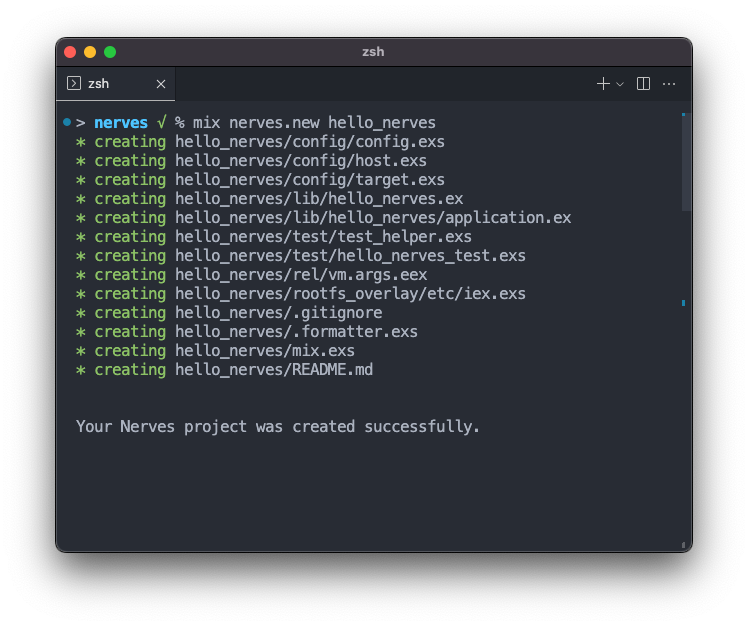 zsh
zsh
> nerves √ % mix nerves.new hello_nerves
* creating hello_nerves/config/config.exs
* creating hello_nerves/config/host.exs
* creating hello_nerves/config/target.exs
* creating hello_nerves/lib/hello_nerves.ex
* creating hello_nerves/lib/hello_nerves/application.ex
* creating hello_nerves/test/test_helper.exs
* creating hello_nerves/test/hello_nerves_test.exs
* creating hello_nerves/rel/vm.args.eex
* creating hello_nerves/rootfs_overlay/etc/iex.exs
* creating hello_nerves/.gitignore
* creating hello_nerves/.formatter.exs
* creating hello_nerves/mix.exs
* creating hello_nerves/README.md
Your Nerves project was created successfully.